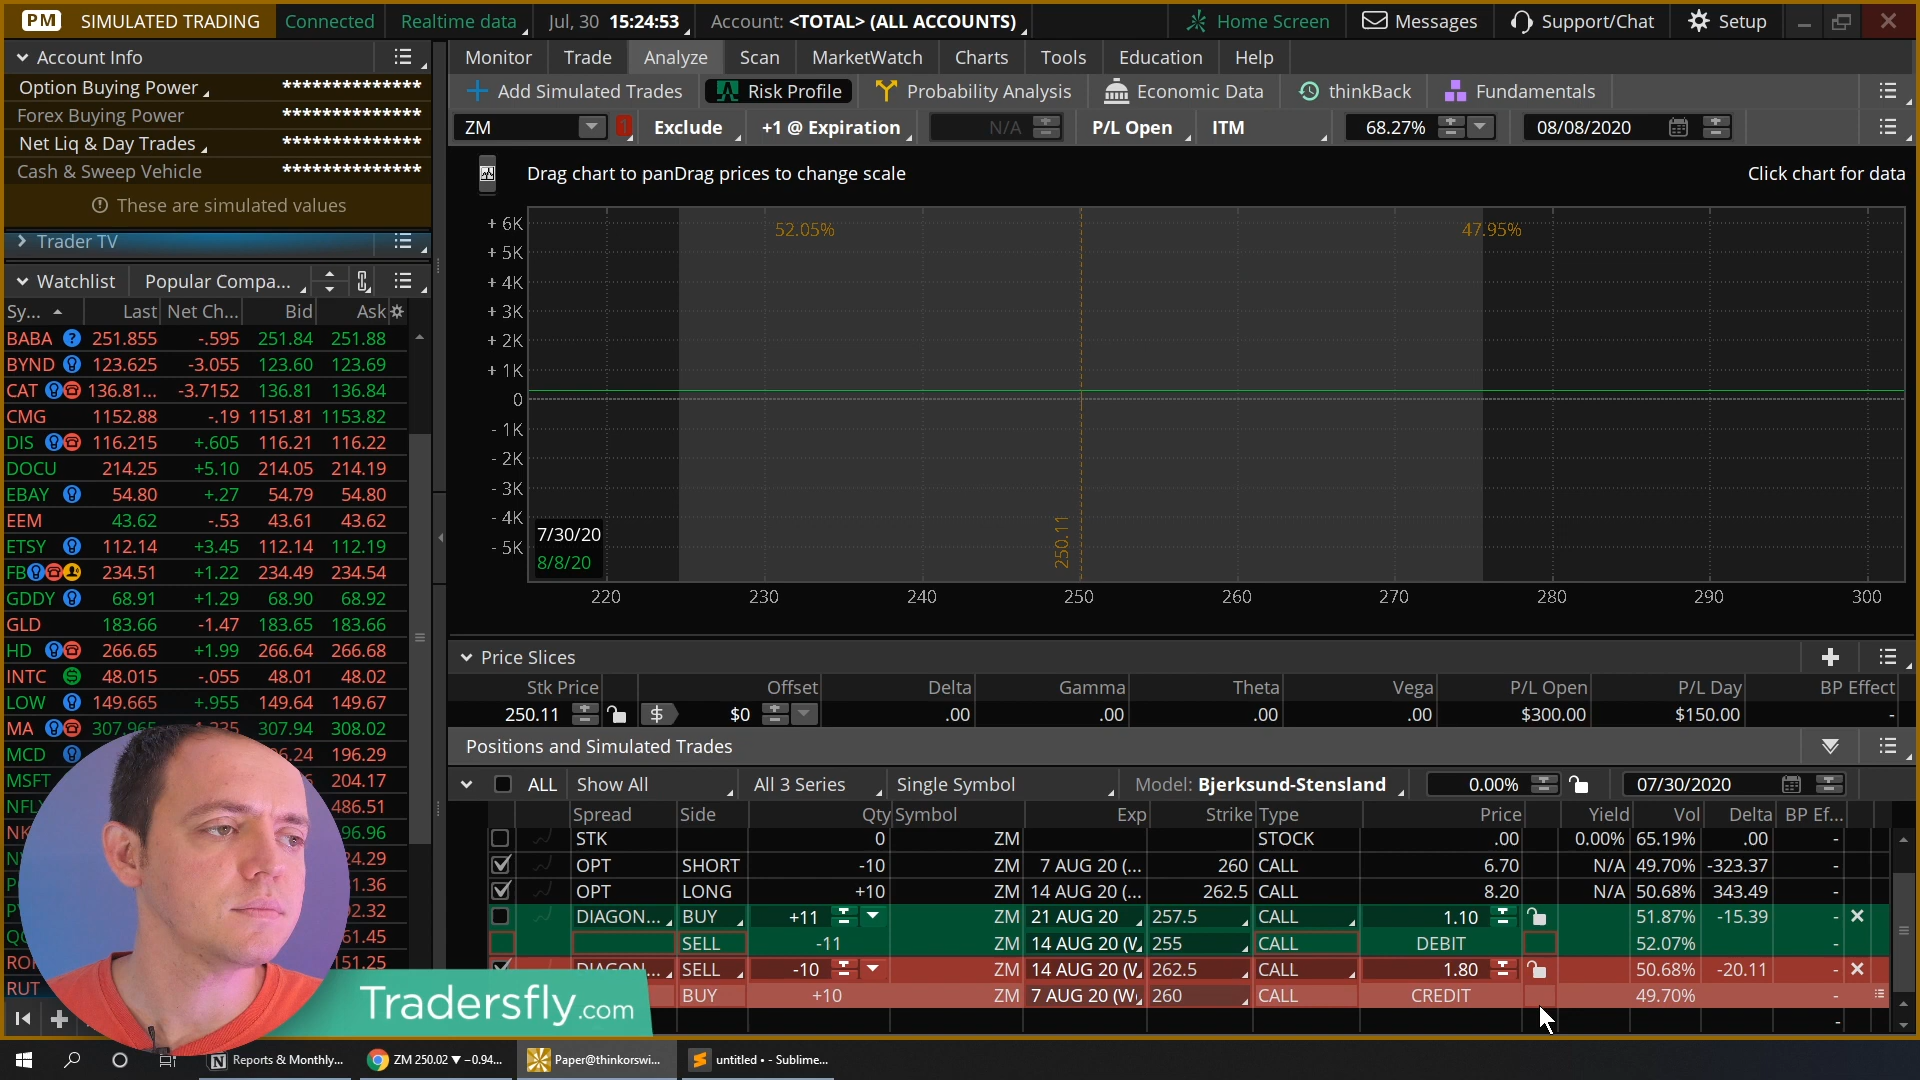 PM SIMULATED TRADING Connected Realtime data Jul, 30 15:24:53 Account: <TOTAL> (ALL ACCOUNTS) Home Screen Messages Support/Chat Setup
Account Info
Option Buying Power **************
Forex Buying Power **************
Net Liq & Day Trades **************
Cash & Sweep Vehicle **************
These are simulated values
Trader TV
Watchlist Popular Compa...
Sy... Last Net Ch... Bid Ask
BABA 251.855 -.595 251.84 251.88
BYND 123.625 -3.055 123.60 123.69
CAT 136.81... -3.7152 136.81 136.84
CMG 1152.88 -.19 1151.81 1153.82
DIS 116.215 +.605 116.21 116.22
DOCU 214.25 +5.10 214.05 214.19
EBAY 54.80 +.27 54.79 54.80
EEM 43.62 -.53 43.61 43.62
ETSY 112.14 +3.45 112.14 112.19
FB 234.51 +1.22 234.49 234.54
GDDY 68.91 +1.29 68.90 68.92
GLD 183.66 -1.47 183.65 183.66
HD 266.65 +1.99 266.64 266.68
INTC 48.015 -.055 48.01 48.02
LOW 149.665 +.955 149.64 149.67
MA 307.94 308.02
MCD 196.29
MSFT 204.17
486.51
RUT
Monitor Trade Analyze Scan MarketWatch Charts Tools Education Help
Add Simulated Trades Risk Profile Probability Analysis Economic Data thinkBack Fundamentals
ZM 1 Exclude +1 @ Expiration N/A P/L Open ITM 68.27% 08/08/2020
Drag chart to panDrag prices to change scale Click chart for data
+ 6K
+ 5K
+ 4K
+ 3K
+ 2K
+ 1K
0
- 1K
- 2K
- 3K
- 4K
- 5K
52.05% 47.95%
250.11
7/30/20
8/8/20
220 230 240 250 260 270 280 290 300
Price Slices
Stk Price Offset Delta Gamma Theta Vega P/L Open P/L Day BP Effect
250.11 $ $0 .00 .00 .00 .00 $300.00 $150.00 -
Positions and Simulated Trades
ALL Show All All 3 Series Single Symbol Model: Bjerksund-Stensland 0.00% 07/30/2020
Spread Side Qty Symbol Exp Strike Type Price Yield Vol Delta BP Ef...
STK 0 ZM STOCK .00 0.00% 65.19% .00 -
OPT SHORT -10 ZM 7 AUG 20 (... 260 CALL 6.70 N/A 49.70% -323.37 -
OPT LONG +10 ZM 14 AUG 20 (... 262.5 CALL 8.20 N/A 50.68% 343.49 -
DIAGON... BUY +11 ZM 21 AUG 20 257.5 CALL 1.10 51.87% -15.39 -
SELL -11 ZM 14 AUG 20 (W 255 CALL DEBIT 52.07% -
DIAGON... SELL -10 ZM 14 AUG 20 (W 262.5 CALL 1.80 50.68% -20.11 -
BUY +10 ZM 7 AUG 20 (W 260 CALL CREDIT 49.70% -
-
Tradersfly.com
Reports & Monthly... ZM 250.02 ▼ −0.94... Paper@thinkorswi... untitled • - Sublime...